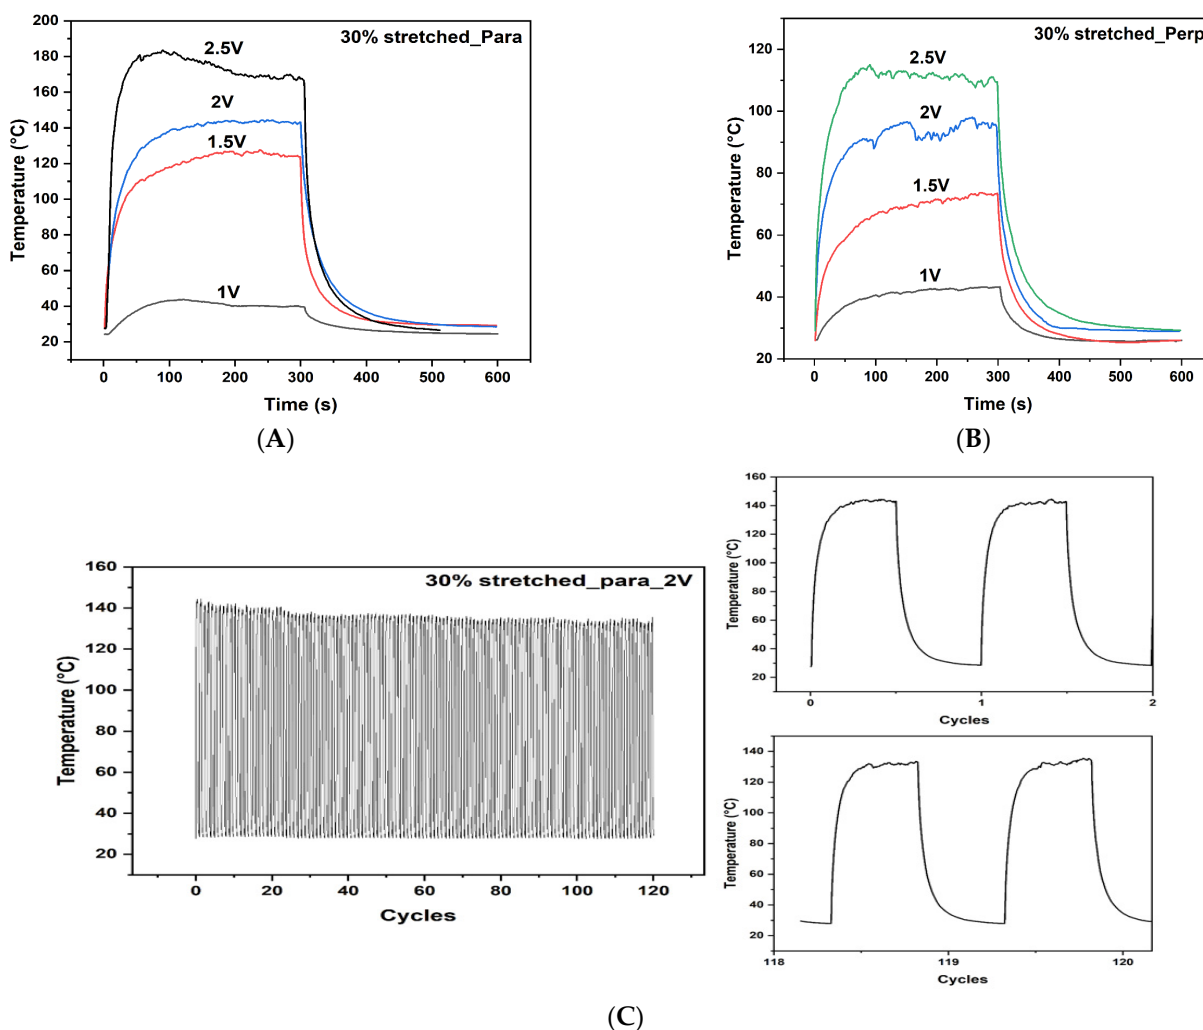 30% stretched_Para
2.5V
2V
1.5V
1V
Temperature (°C)
200
180
160
140
120
100
80
60
40
20
0 100 200 300 400 500 600
Time (s)
(A)
30% stretched_Perp
2.5V
2V
1.5V
1V
Temperature (°C)
120
100
80
60
40
20
0 100 200 300 400 500 600
Time (s)
(B)
30% stretched_para_2V
Temperature (°C)
160
140
120
100
80
60
40
20
0 20 40 60 80 100 120
Cycles
Temperature (°C)
160
140
120
100
80
60
40
20
0 1 2
Cycles
Temperature (°C)
140
120
100
80
60
40
20
118 119 120
Cycles
(C)